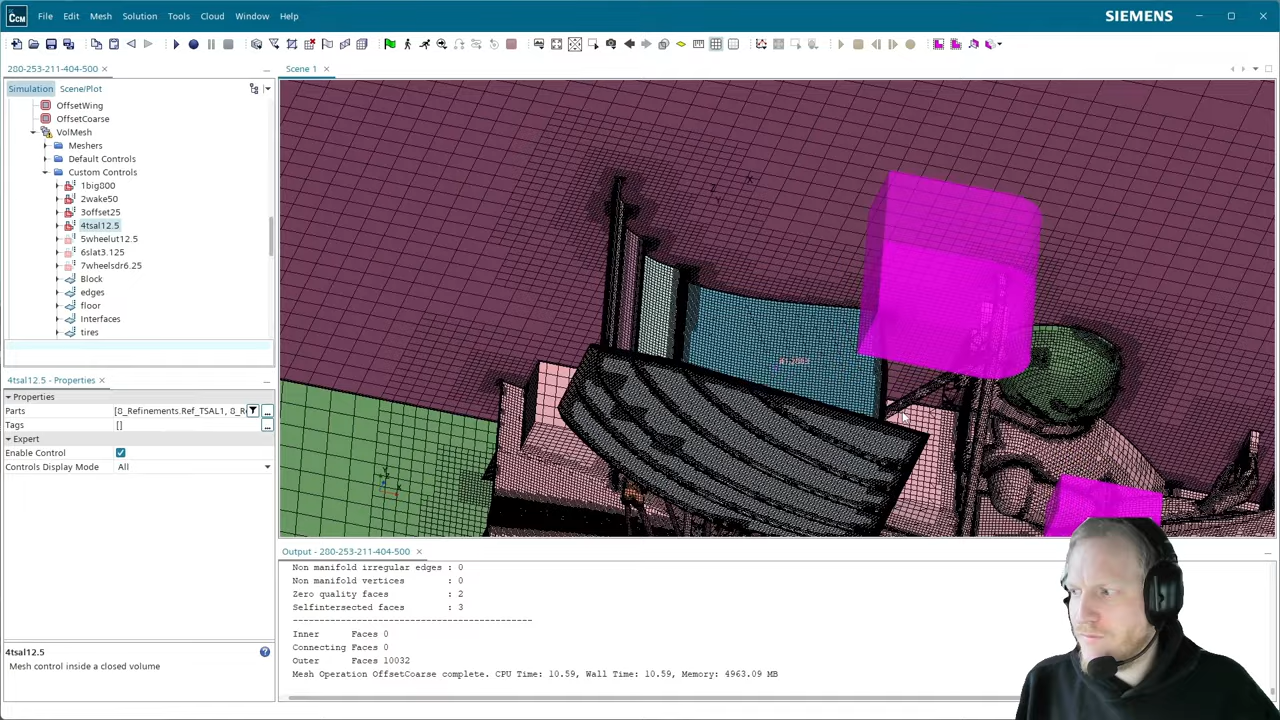 CCM
File Edit Mesh Solution Tools Cloud Window Help
SIEMENS
280-253-211-404-500
Scene 1
Simulation
Scene/Plot
OffsetWing
OffsetCoarse
VolMesh
Meshers
Default Controls
Custom Controls
1big800
2wake50
3offset25
4tsal12.5
5wheelut12.5
6slat3.125
7wheelsdr6.25
Block
edges
floor
Interfaces
tires
4tsal12.5 - Properties
Properties
Parts [8_Refinements.Ref_TSAL1, 8_R
Tags []
Expert
Enable Control
Controls Display Mode All
4tsal12.5
Mesh control inside a closed volume
Output - 280-253-211-404-500
Non manifold irregular edges : 0
Non manifold vertices : 0
Zero quality faces : 2
Selfintersected faces : 3
--------------------------------------------
Inner Faces 0
Connecting Faces 0
Outer Faces 10032
Mesh Operation OffsetCoarse complete. CPU Time: 10.59, Wall Time: 10.59, Memory: 4963.09 MB